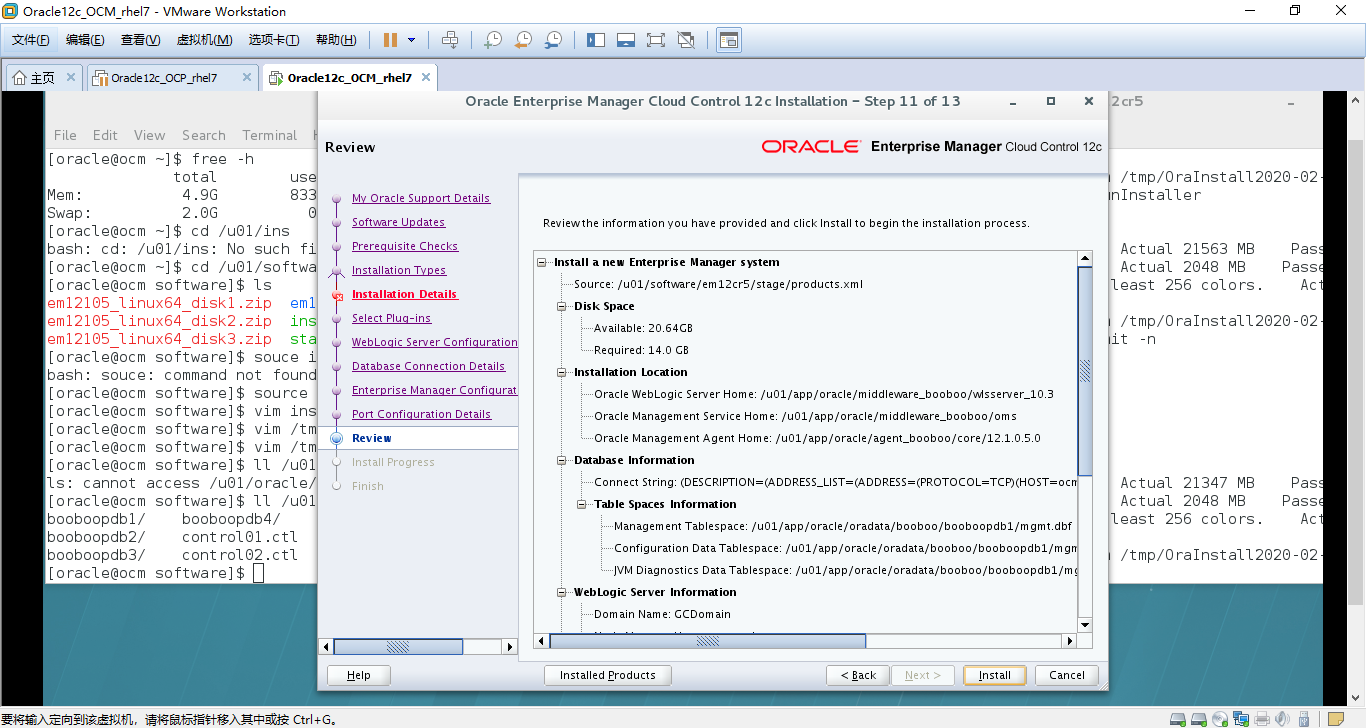 Oracle12c_OCM_rhel7 - VMware Workstation
文件(F) 编辑(E) 查看(V) 虚拟机(M) 选项卡(T) 帮助(H)
主页 Oracle12c_OCP_rhel7 Oracle12c_OCM_rhel7
Oracle Enterprise Manager Cloud Control 12c Installation - Step 11 of 13
2cr5
File Edit View Search Terminal
[oracle@ocm ~]$ free -h
total use
Mem: 4.9G 833
Swap: 2.0G 0
[oracle@ocm ~]$ cd /u01/ins
bash: cd: /u01/ins: No such fi
[oracle@ocm ~]$ cd /u01/softwa
[oracle@ocm software]$ ls
em12105_linux64_disk1.zip em1
em12105_linux64_disk2.zip ins
em12105_linux64_disk3.zip sta
[oracle@ocm software]$ souce i
bash: souce: command not found
[oracle@ocm software]$ source
[oracle@ocm software]$ vim ins
[oracle@ocm software]$ vim /tm
[oracle@ocm software]$ vim /tm
[oracle@ocm software]$ ll /u01
ls: cannot access /u01/oracle/
[oracle@ocm software]$ ll /u01
booboopdb1/ booboopdb4/
booboopdb2/ control01.ctl
booboopdb3/ control02.ctl
[oracle@ocm software]$
Review
ORACLE Enterprise Manager Cloud Control 12c
My Oracle Support Details
Software Updates
Prerequisite Checks
Installation Types
Installation Details
Select Plug-ins
WebLogic Server Configuration
Database Connection Details
Enterprise Manager Configurat
Port Configuration Details
Review
Install Progress
Finish
Review the information you have provided and click Install to begin the installation process.
Install a new Enterprise Manager system
Source: /u01/software/em12cr5/stage/products.xml
Disk Space
Available: 20.64GB
Required: 14.0 GB
Installation Location
Oracle WebLogic Server Home: /u01/app/oracle/middleware_booboo/wlsserver_10.3
Oracle Management Service Home: /u01/app/oracle/middleware_booboo/oms
Oracle Management Agent Home: /u01/app/oracle/agent_booboo/core/12.1.0.5.0
Database Information
Connect String: (DESCRIPTION=(ADDRESS_LIST=(ADDRESS=(PROTOCOL=TCP)(HOST=ocm
Table Spaces Information
Management Tablespace: /u01/app/oracle/oradata/booboo/booboopdb1/mgmt.dbf
Configuration Data Tablespace: /u01/app/oracle/oradata/booboo/booboopdb1/mgm
JVM Diagnostics Data Tablespace: /u01/app/oracle/oradata/booboo/booboopdb1/mg
WebLogic Server Information
Domain Name: GCDomain
Help Installed Products < Back Next > Install Cancel
/tmp/OraInstall2020-02-
nInstaller
Actual 21563 MB Pass
Actual 2048 MB Passe
least 256 colors. Act
/tmp/OraInstall2020-02-
it -n
Actual 21347 MB Pass
Actual 2048 MB Passe
least 256 colors. Act
/tmp/OraInstall2020-02-
要将输入定向到该虚拟机，请将鼠标指针移入其中或按 Ctrl+G。